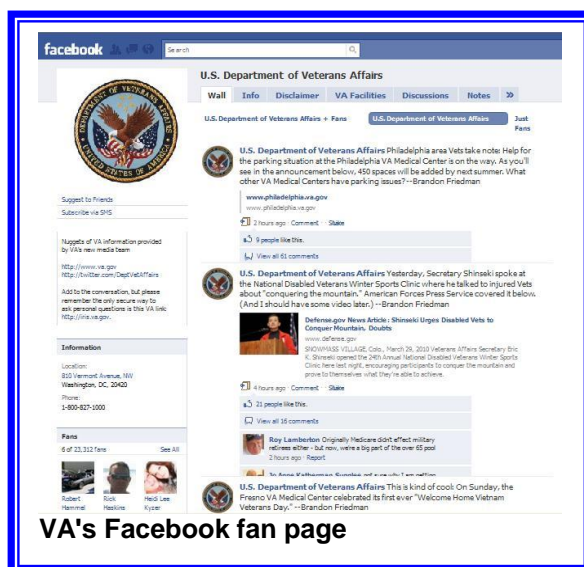 facebook
Search
U.S. Department of Veterans Affairs
Wall Info Disclaimer VA Facilities Discussions Notes »
U.S. Department of Veterans Affairs + Fans U.S. Department of Veterans Affairs Just
Fans
DEPARTMENT OF VETERANS AFFAIRS
UNITED STATES OF AMERICA
Suggest to Friends
Subscribe via SMS
Nuggets of VA information provided
by VA's new media team
http://www.va.gov
http://twitter.com/DeptVetAffairs
Add to the conversation, but please
remember the only secure way to
ask personal questions is this VA link:
http://iris.va.gov.
Information
Location:
810 Vermont Avenue, NW
Washington, DC, 20420
Phone:
1-800-827-1000
Fans
6 of 23,312 fans See All
Robert
Hammel
Rick
Haskins
Heidi Lee
Kyzer
U.S. Department of Veterans Affairs Philadelphia area Vets take note: Help for
the parking situation at the Philadelphia VA Medical Center is on the way. As you'll
see in the announcement below, 450 spaces will be added by next summer. What
other VA Medical Centers have parking issues?--Brandon Friedman
www.philadelphia.va.gov
www.philadelphia.va.gov
2 hours ago · Comment · Share
9 people like this.
View all 61 comments
U.S. Department of Veterans Affairs Yesterday, Secretary Shinseki spoke at
the National Disabled Veterans Winter Sports Clinic where he talked to injured Vets
about "conquering the mountain." American Forces Press Service covered it below.
(And I should have some video later.) --Brandon Friedman
Defense.gov News Article: Shinseki Urges Disabled Vets to
Conquer Mountain, Doubts
www.defense.gov
SNOWMASS VILLAGE, Colo., March 29, 2010 Veterans Affairs Secretary Eric
K. Shinseki opened the 24th Annual National Disabled Veterans Winter Sports
Clinic here last night, encouraging participants to conquer the mountain and
prove to themselves what they're able to achieve.
4 hours ago · Comment · Share
21 people like this.
View all 16 comments
Roy Lamberton Originally Medicare didn't effect military
retirees either - but now, we're a big part of the over 65 pool
2 hours ago · Report
U.S. Department of Veterans Affairs This is kind of cool: On Sunday, the
Fresno VA Medical Center celebrated its first ever "Welcome Home Vietnam
Veterans Day." --Brandon Friedman
VA's Facebook fan page